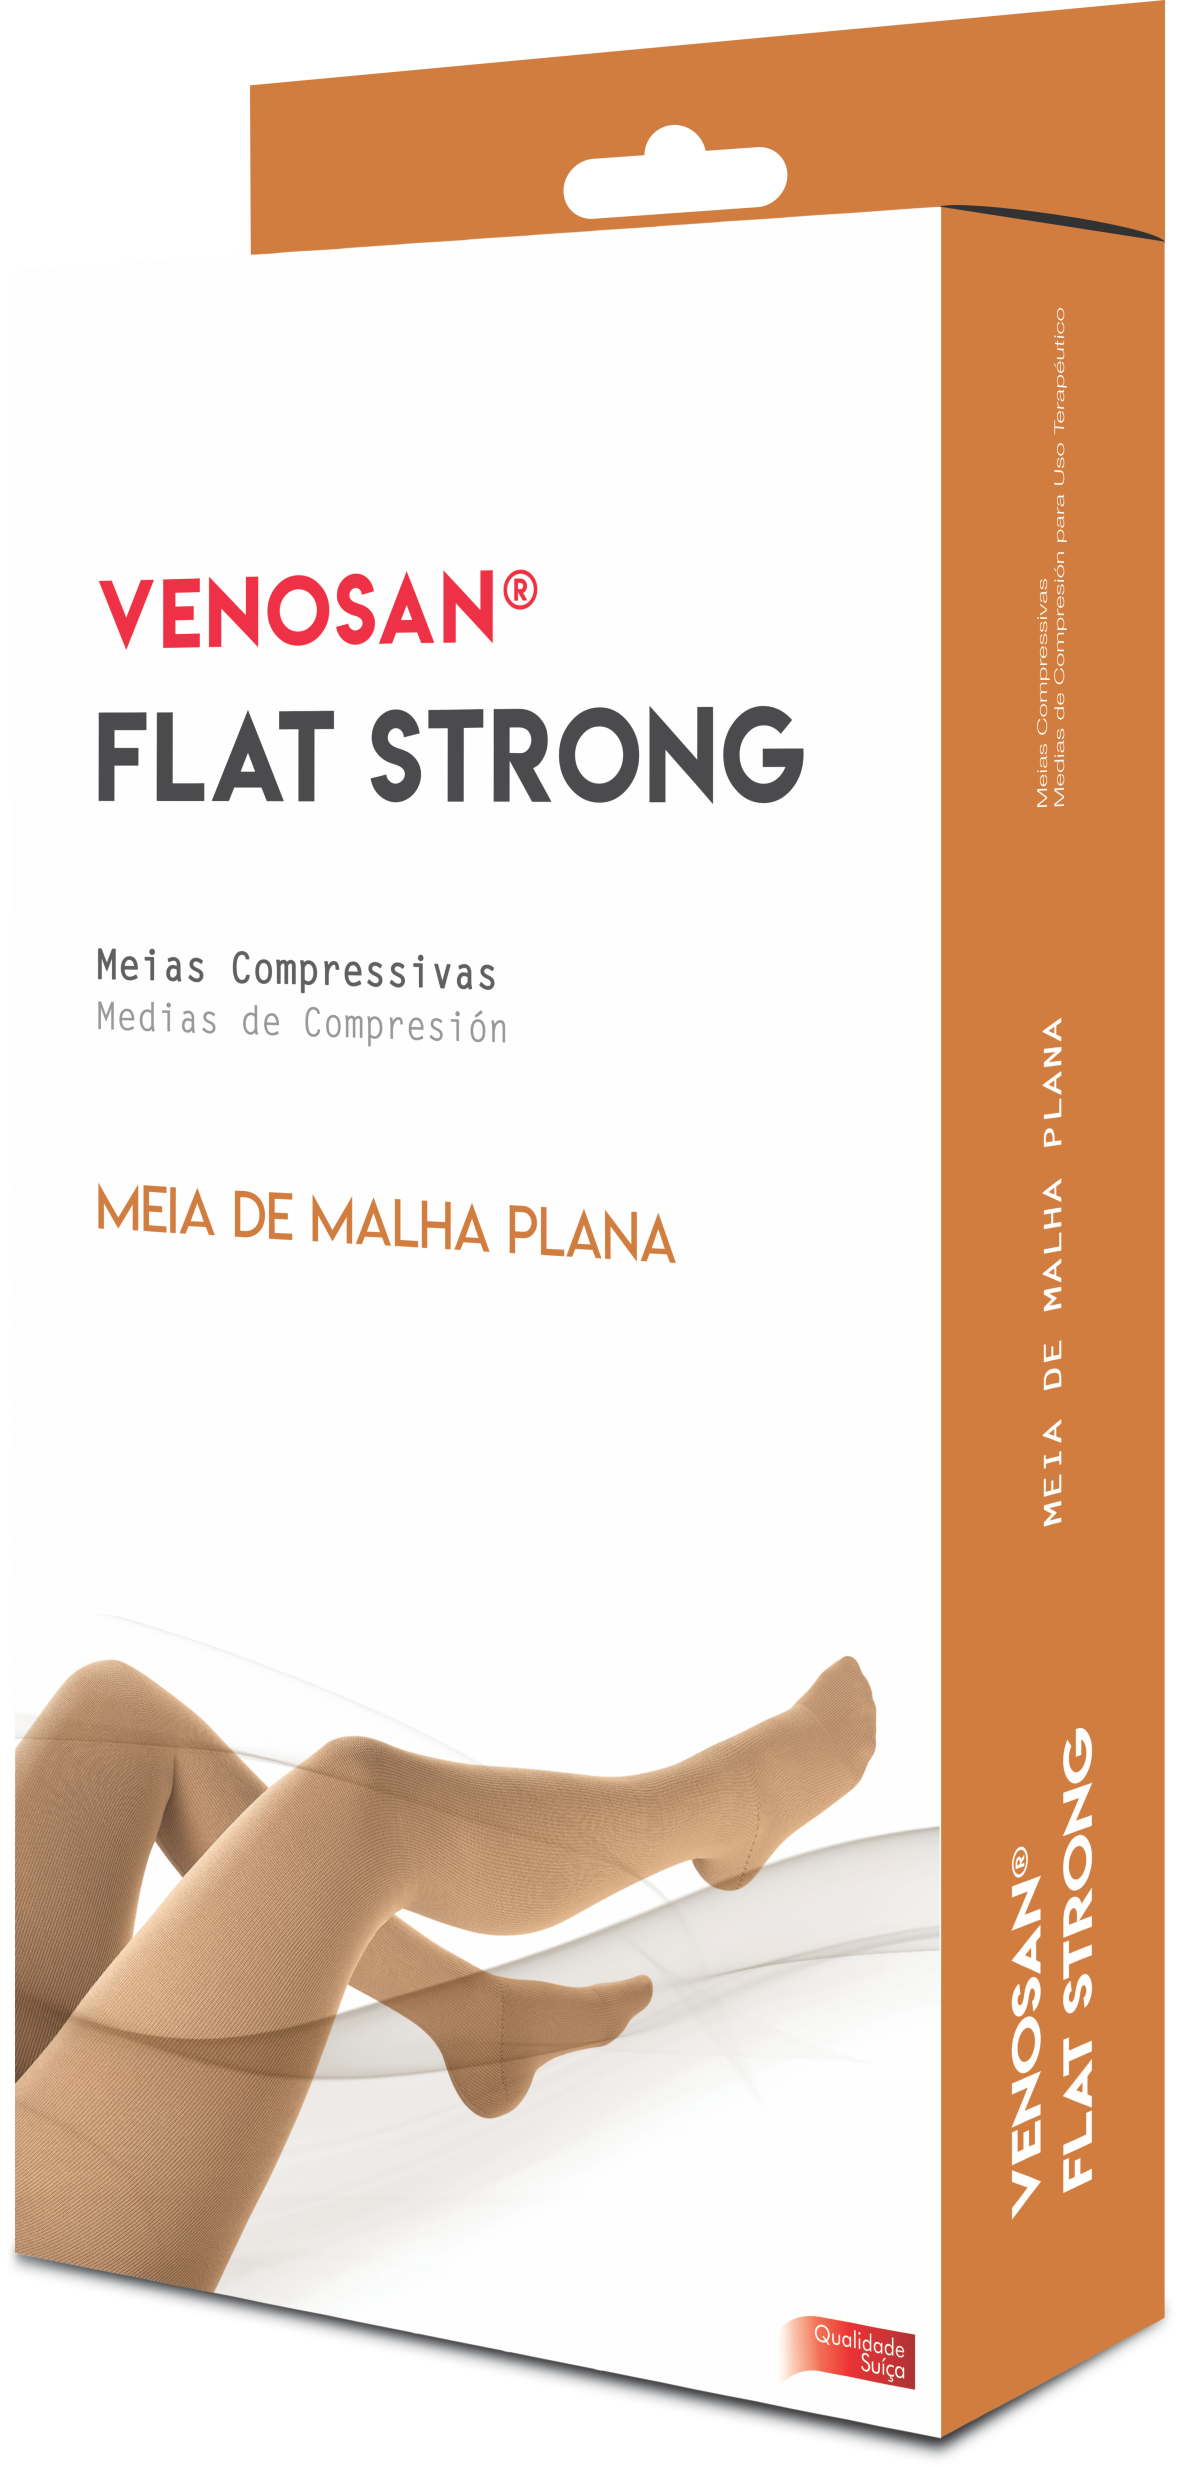 VENOSAN®
FLAT STRONG
Meias Compressivas
Medias de Compresión
MEIA DE MALHA PLANA
Qualidade
Suíça
Meias Compressivas
Medias de Compresión para Uso Terapéutico
MEIA DE MALHA PLANA
VENOSAN®
FLAT STRONG